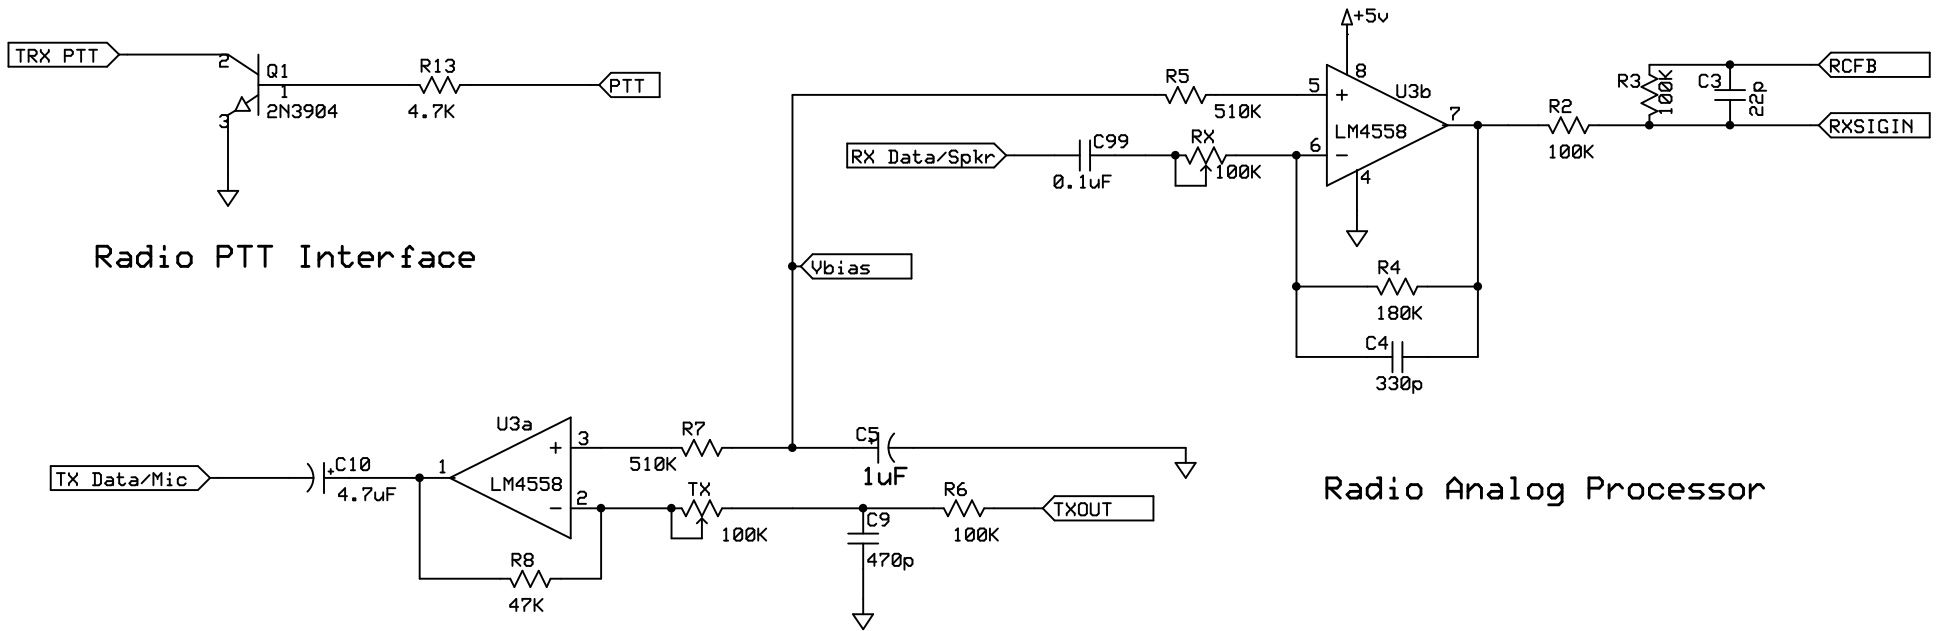 +5v
TRX PTT
2
Q1
1
2N3904
3
R13
4.7K
PTT
Radio PTT Interface
R5
510K
5
+
8
U3b
LM4558
7
6
−
4
RX Data/Spkr
C99
0.1uF
RX
100K
R2
100K
R3
100K
C3
22p
RCFB
RXSIGIN
Vbias
R4
180K
C4
330p
U3a
LM4558
+
3
−
2
1
R7
510K
C5
+
1uF
TX Data/Mic
+
C10
4.7uF
TX
100K
C9
470p
R6
100K
TXOUT
R8
47K
Radio Analog Processor